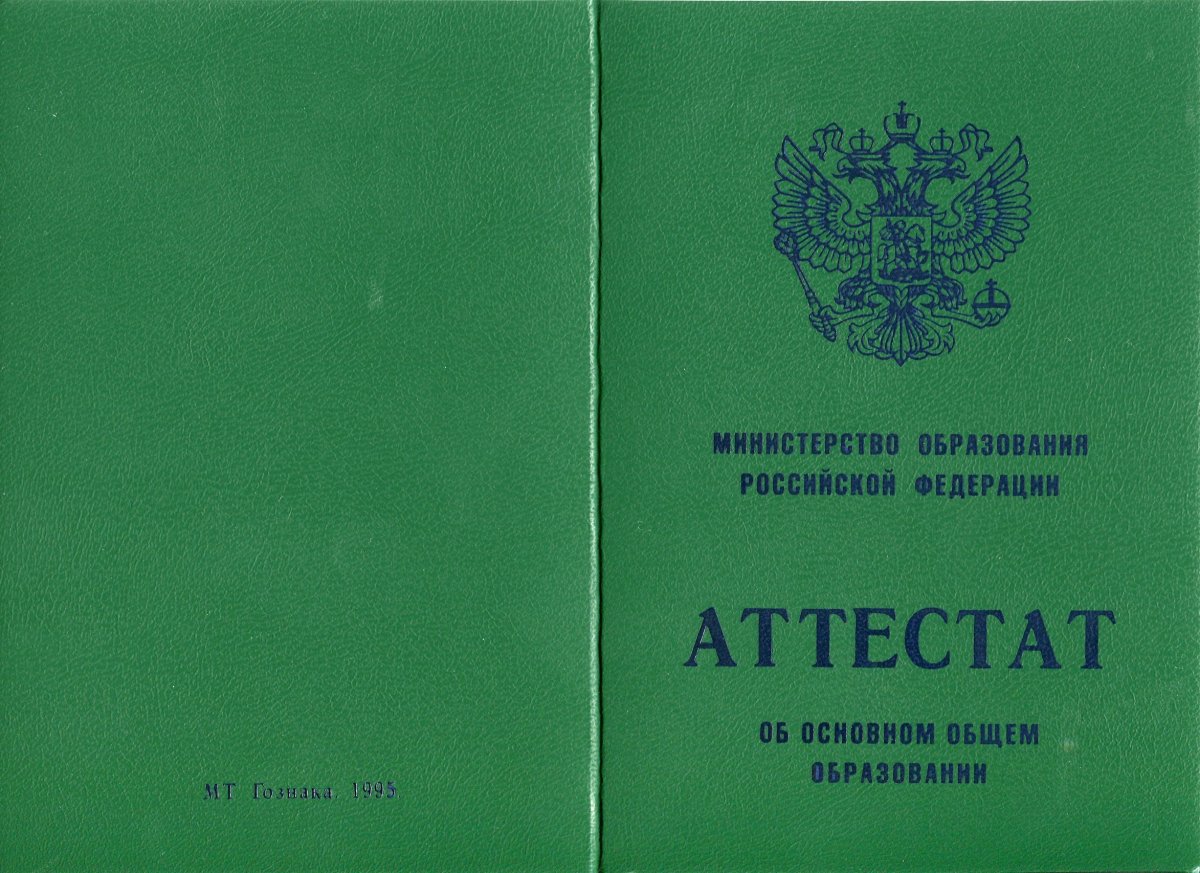 МТ Гознака. 1995.
МИНИСТЕРСТВО ОБРАЗОВАНИЯ
РОССИЙСКОЙ ФЕДЕРАЦИИ
АТТЕСТАТ
ОБ ОСНОВНОМ ОБЩЕМ
ОБРАЗОВАНИИ